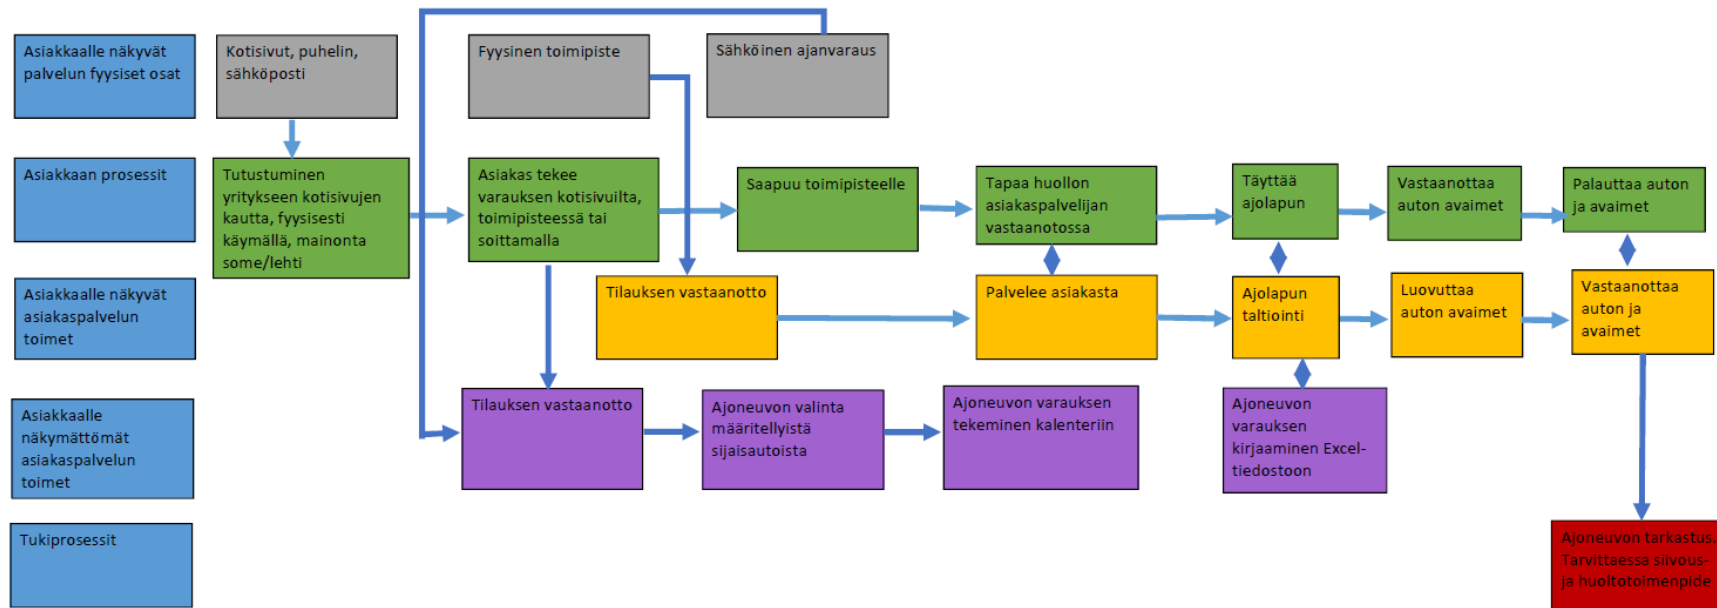 Asiakkaalle näkyvät
palvelun fyysiset osat
Kotisivut, puhelin,
sähköposti
Fyysinen toimipiste
Sähköinen ajanvaraus
Asiakkaan prosessit
Tutustuminen
yritykseen kotisivujen
kautta, fyysisesti
käymällä, mainonta
some/lehti
Asiakas tekee
varauksen kotisivuilta,
toimipisteessä tai
soittamalla
Saapuu toimipisteelle
Tapaa huollon
asiakaspalvelijan
vastaanotossa
Täyttää
ajolapun
Vastaanottaa
auton avaimet
Palauttaa auton
ja avaimet
Asiakkaalle näkyvät
asiakaspalvelun
toimet
Tilauksen vastaanotto
Palvelee asiakasta
Ajolapun
taltiointi
Luovuttaa
auton avaimet
Vastaanottaa
auton ja
avaimet
Asiakkaalle
näkymättömät
asiakaspalvelun
toimet
Tilauksen vastaanotto
Ajoneuvon valinta
määritellyistä
sijaisautoista
Ajoneuvon varauksen
tekeminen kalenteriin
Ajoneuvon
varauksen
kirjaaminen Excel-
tiedostoon
Tukiprosessit
Ajoneuvon tarkastus.
Tarvittaessa siivous-
ja huoltotoimenpide